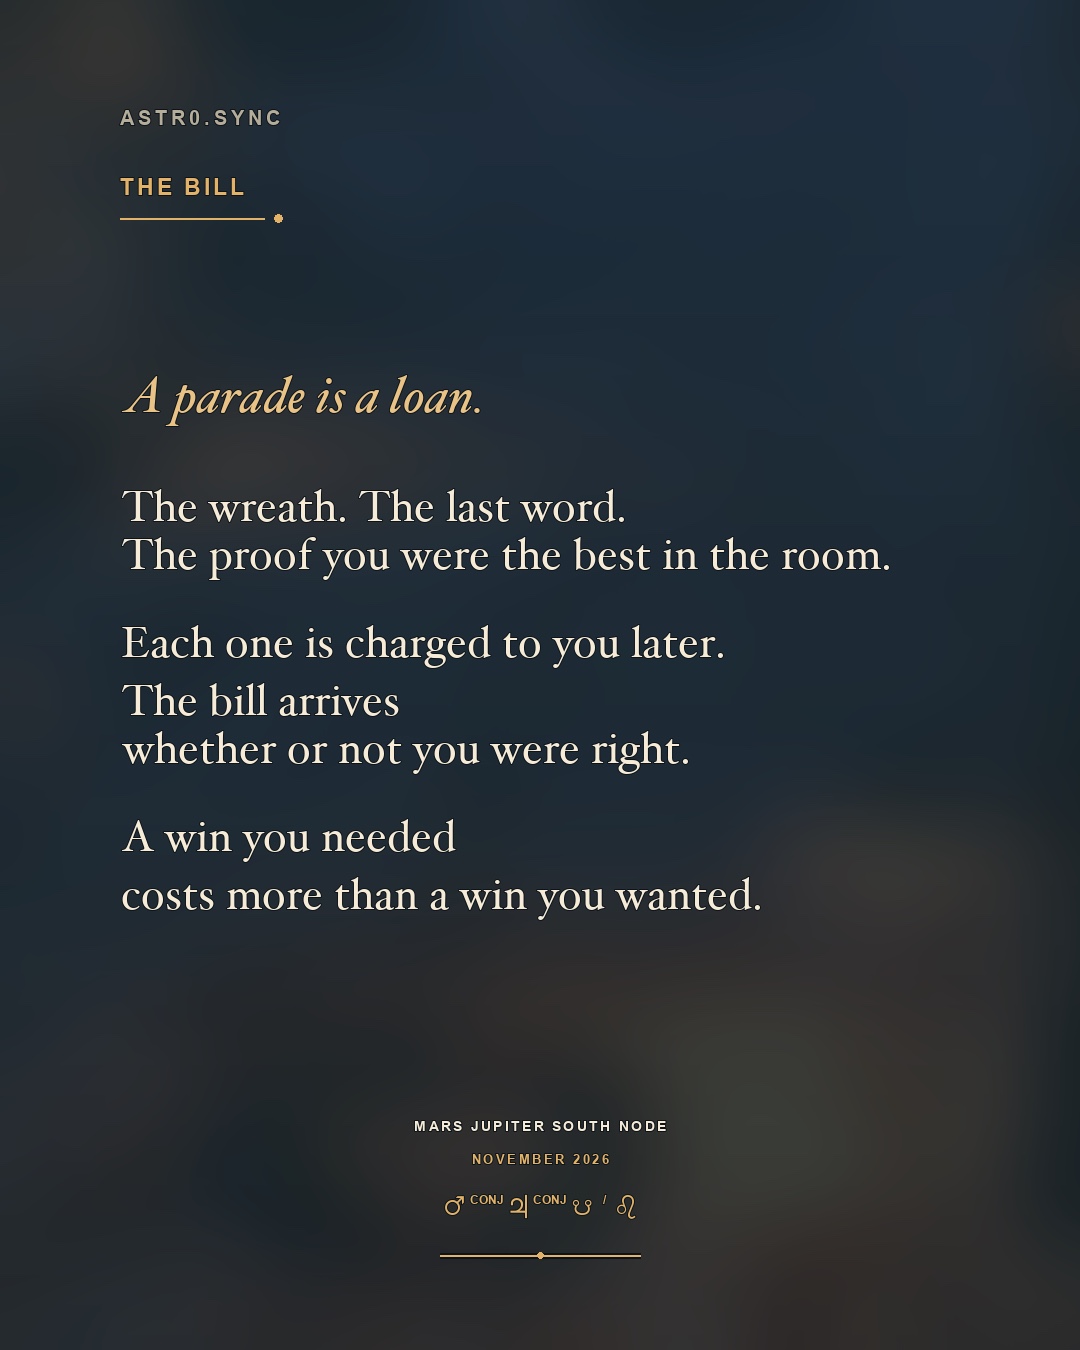 ASTR0.SYNC
THE BILL
A parade is a loan.
The wreath. The last word.
The proof you were the best in the room.
Each one is charged to you later.
The bill arrives
whether or not you were right.
A win you needed
costs more than a win you wanted.
MARS JUPITER SOUTH NODE
NOVEMBER 2026
♂ CONJ ♃ CONJ ☋ / ♌